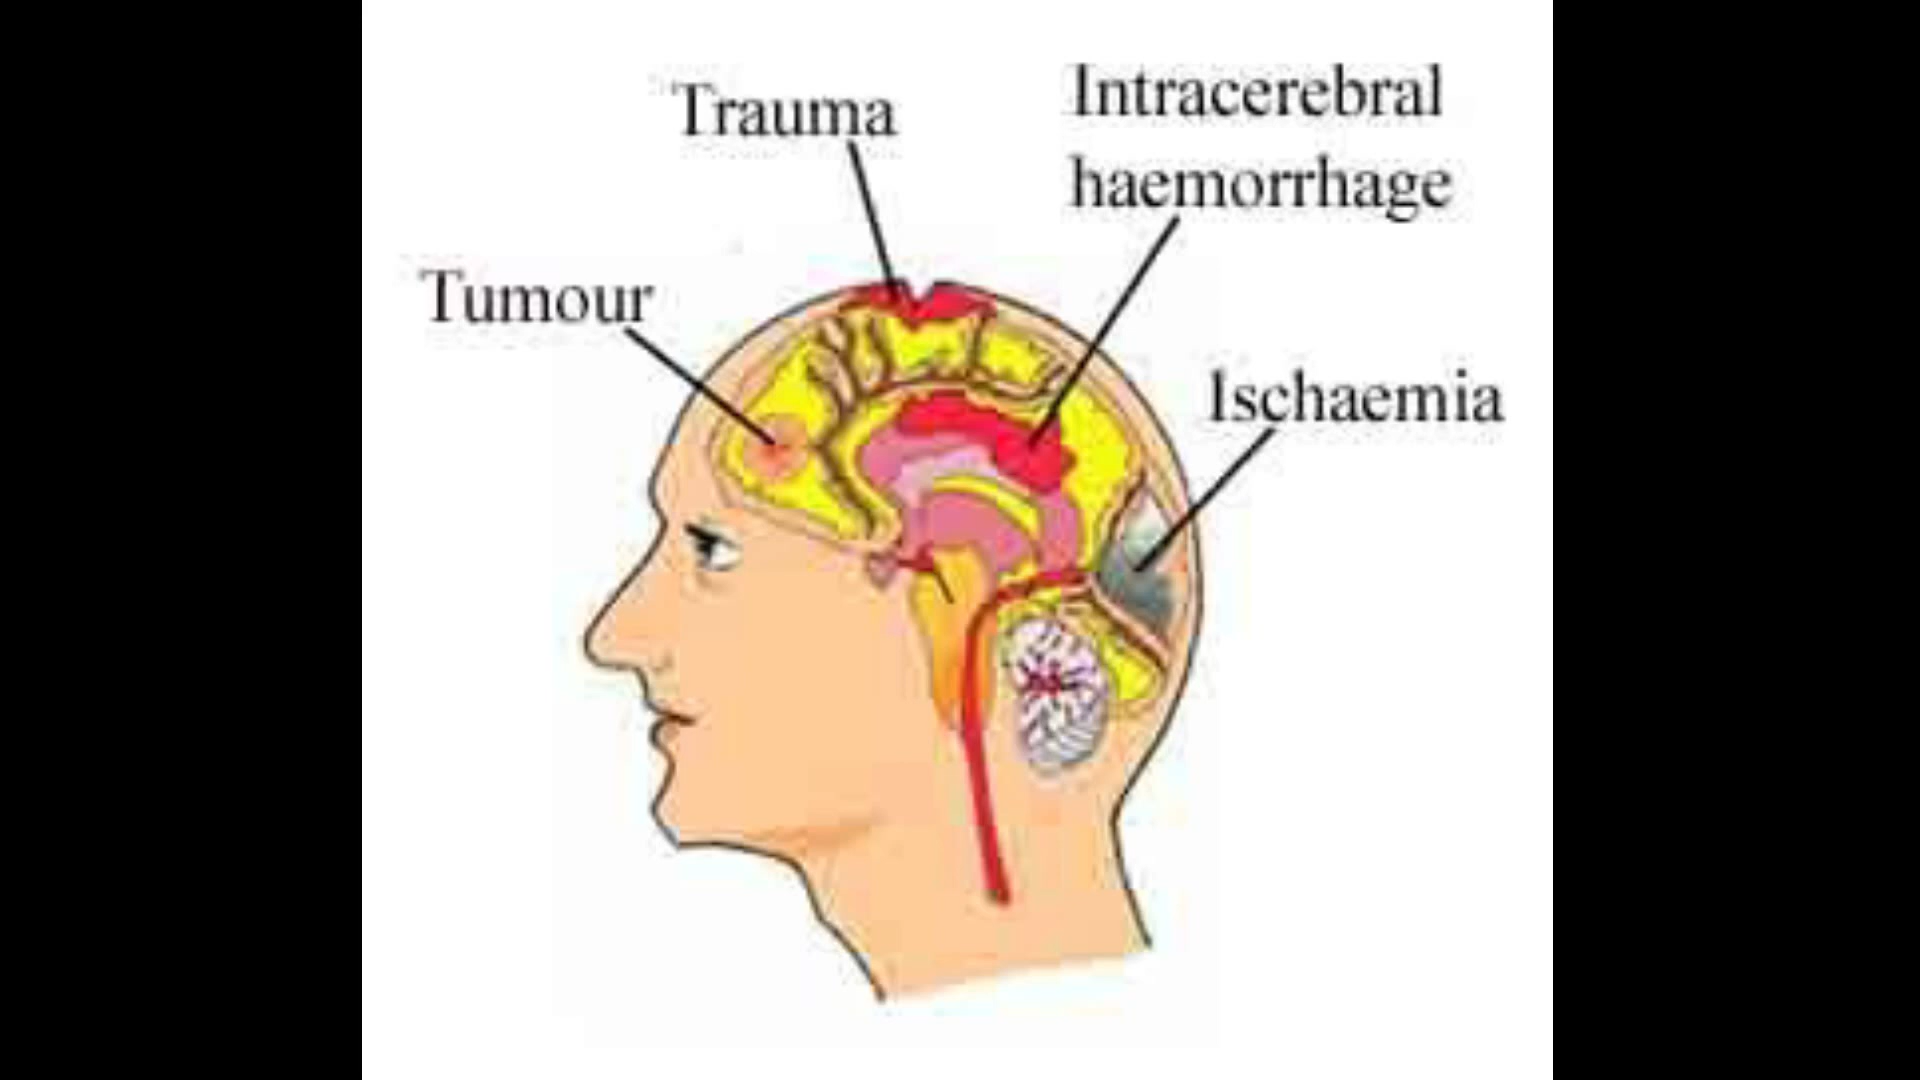 Trauma
Intracerebral
haemorrhage
Tumour
Ischaemia